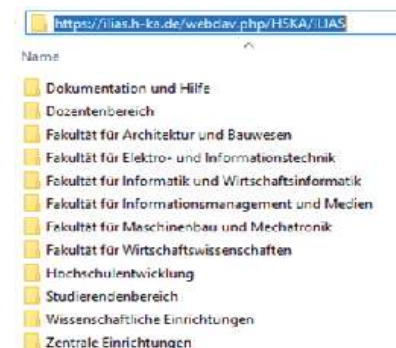 https://ilias.h-ka.de/webdav.php/HSKA/ILIAS
Name
Dokumentation und Hilfe
Dozentenbereich
Fakultät für Architektur und Bauwesen
Fakultät für Elektro- und Informationstechnik
Fakultät für Informatik und Wirtschaftsinformatik
Fakultät für Informationsmanagement und Medien
Fakultät für Maschinenbau und Mechatronik
Fakultät für Wirtschaftswissenschaften
Hochschulentwicklung
Studierendenbereich
Wissenschaftliche Einrichtungen
Zentrale Einrichtungen